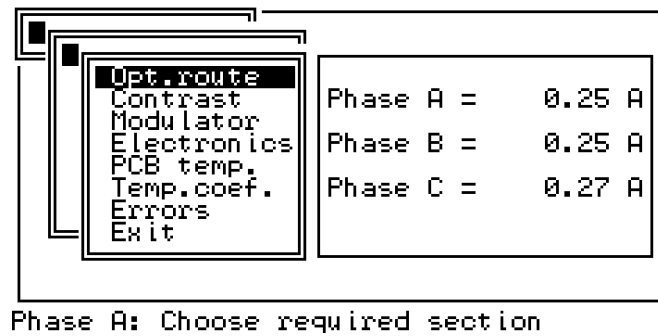 Opt.route
Contrast
Modulator
Electronics
PCB temp.
Temp.coef.
Errors
Exit
Phase A = 0.25 A
Phase B = 0.25 A
Phase C = 0.27 A
Phase A: Choose required section